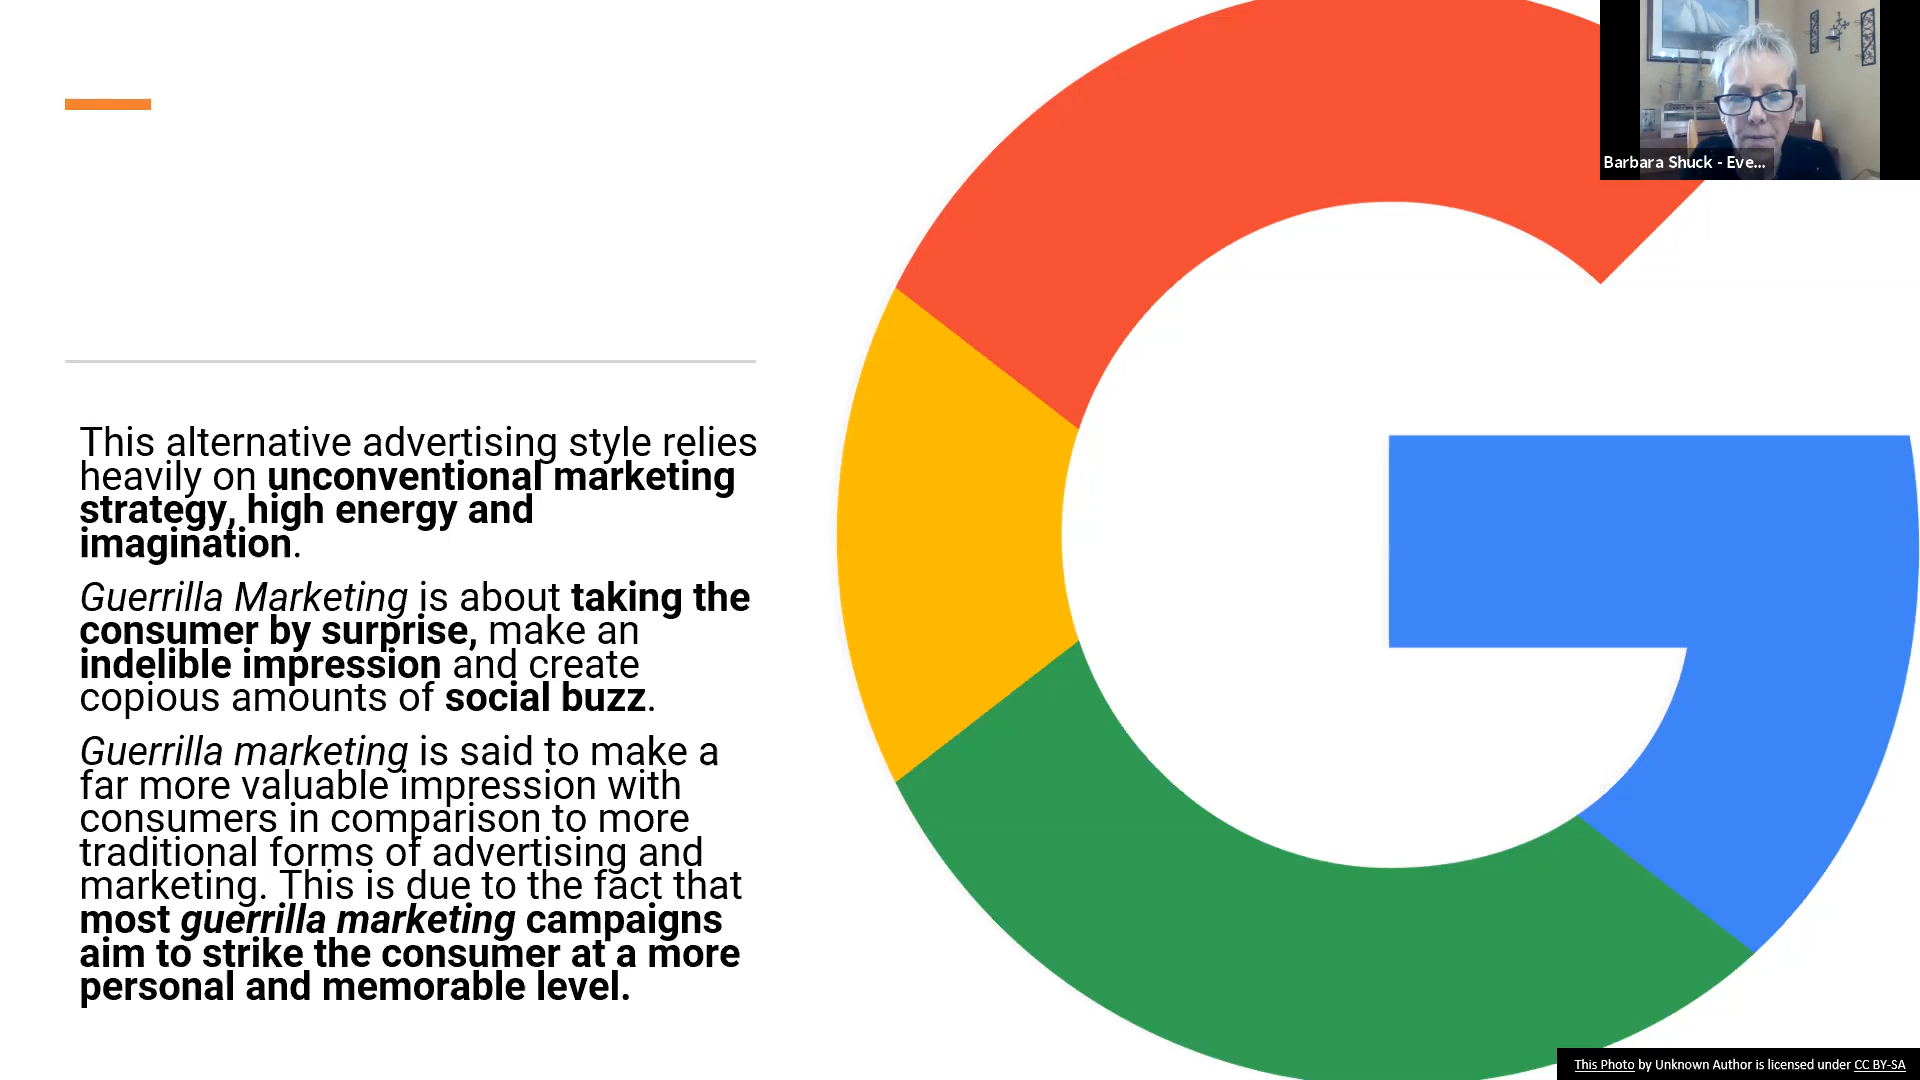 Barbara Shuck - Eve...
This alternative advertising style relies
heavily on unconventional marketing
strategy, high energy and
imagination.
Guerrilla Marketing is about taking the
consumer by surprise, make an
indelible impression and create
copious amounts of social buzz.
Guerrilla marketing is said to make a
far more valuable impression with
consumers in comparison to more
traditional forms of advertising and
marketing. This is due to the fact that
most guerrilla marketing campaigns
aim to strike the consumer at a more
personal and memorable level.
This Photo by Unknown Author is licensed under CC BY-SA